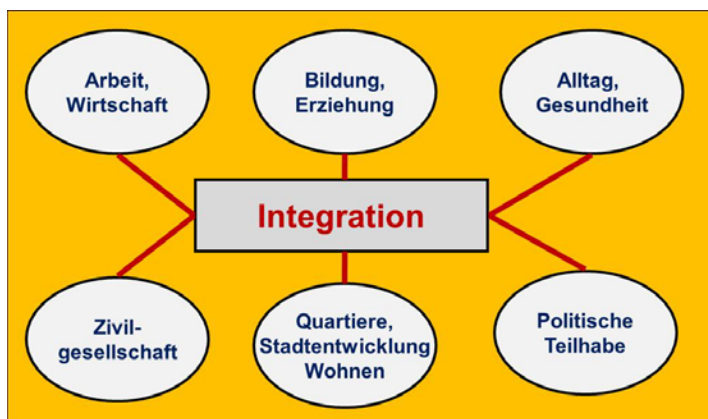 Arbeit,
Wirtschaft
Bildung,
Erziehung
Alltag,
Gesundheit
Integration
Zivil-
gesellschaft
Quartiere,
Stadtentwicklung
Wohnen
Politische
Teilhabe